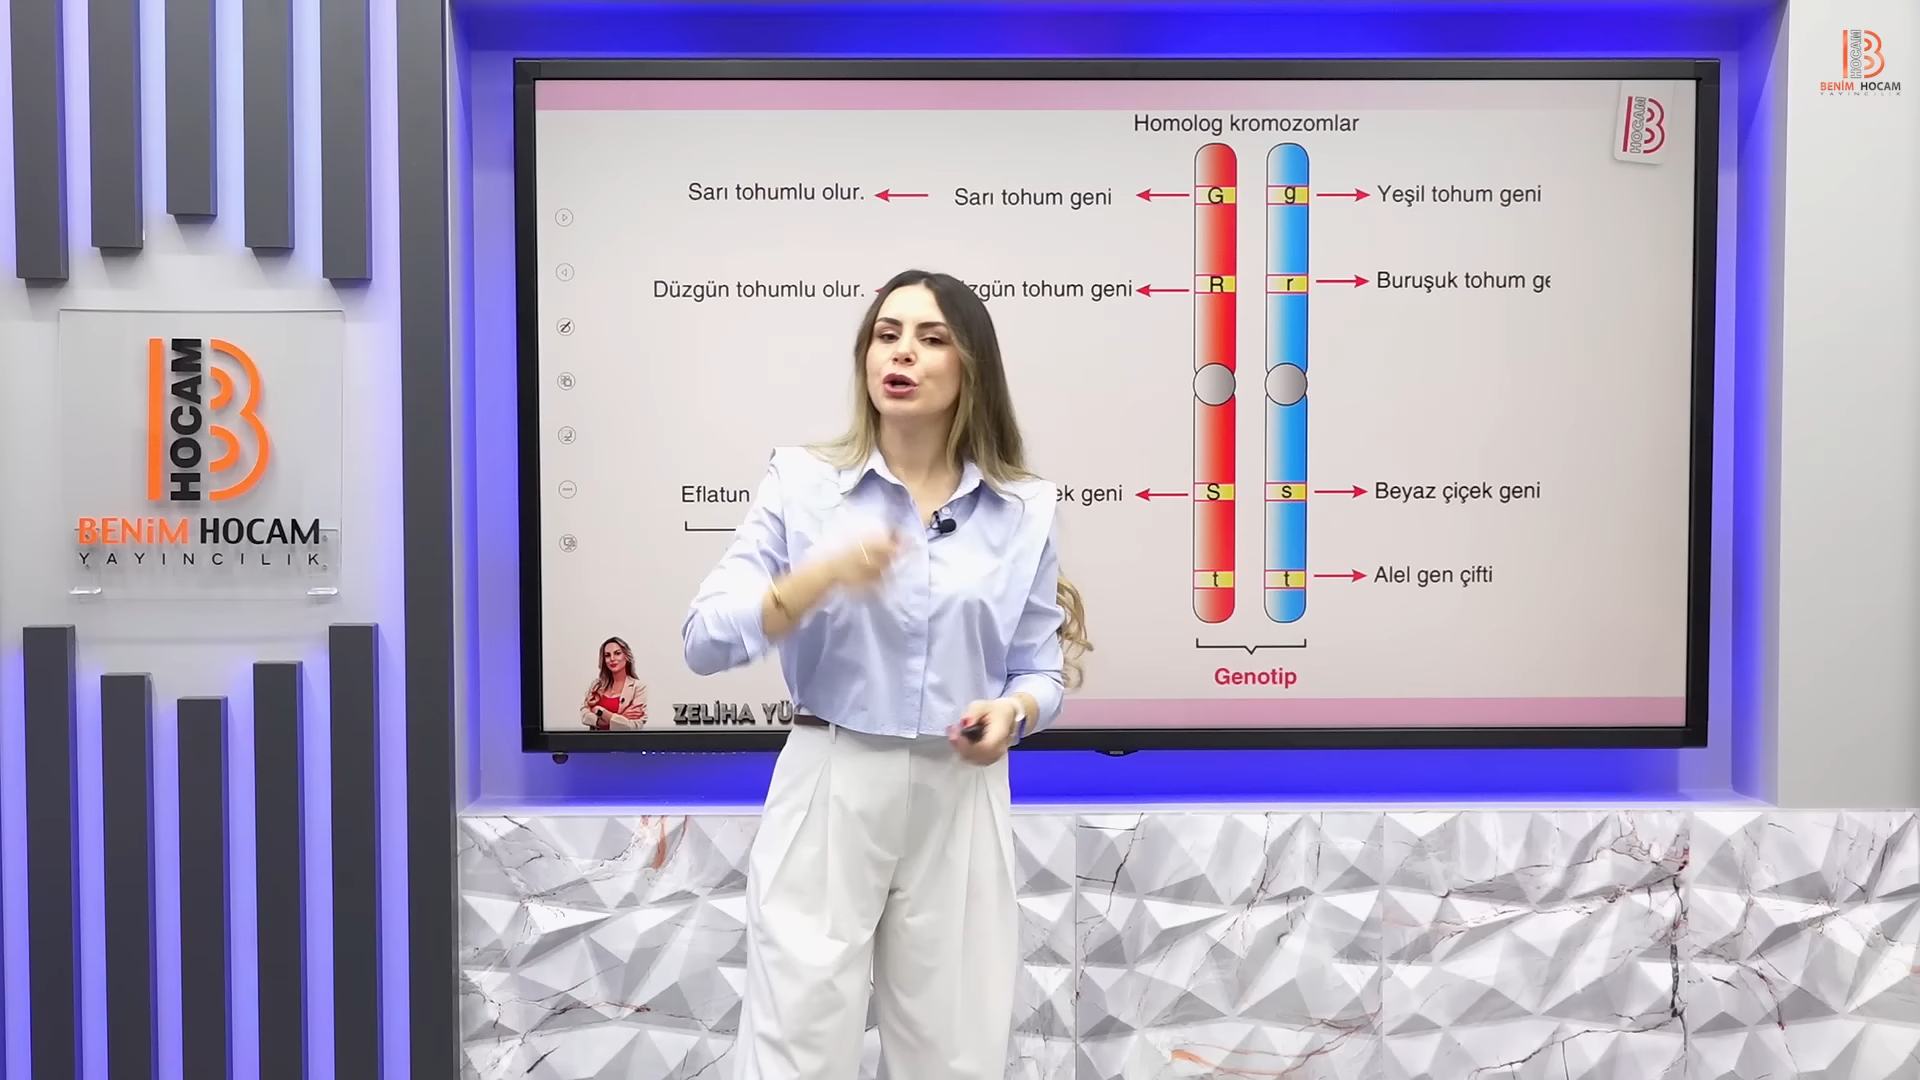 HOCAM
BENİM HOCAM
YAYINCILIK
HOCAM
Homolog kromozomlar
Sarı tohumlu olur.
Sarı tohum geni
G
g
Yeşil tohum geni
Düzgün tohumlu olur.
zgün tohum geni
R
r
Buruşuk tohum ge
Eflatun
ek geni
S
s
Beyaz çiçek geni
t
t
Alel gen çifti
Genotip
ZELİHA YÜ
HOCAM
BENİM HOCAM
YAYINCILIK